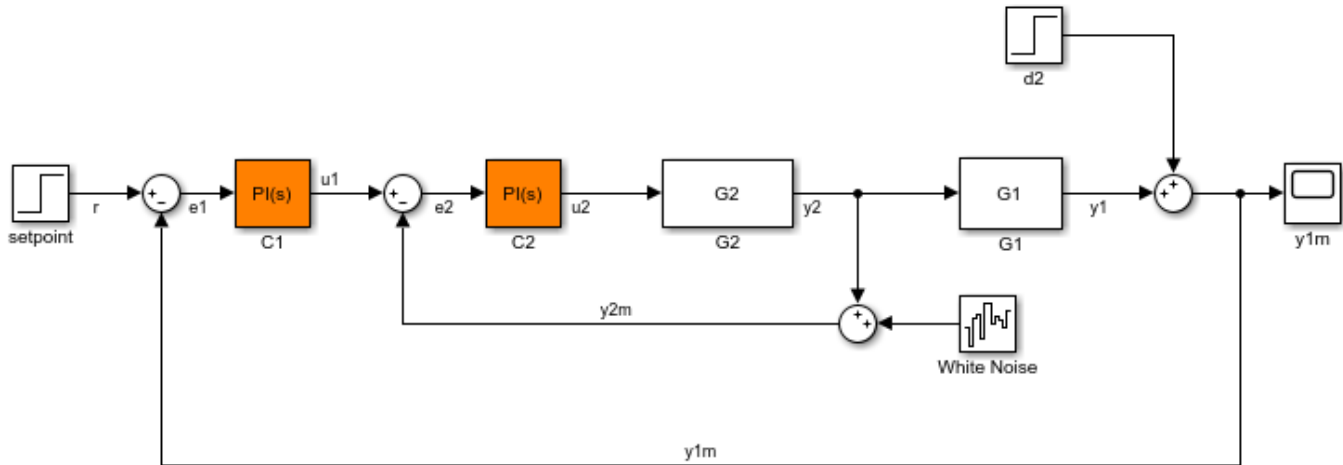 d2
PI(s)
PI(s)
G2
G1
u1
r
e1
e2
u2
y2
y1
setpoint
C1
C2
G2
G1
y1m
y2m
White Noise
y1m